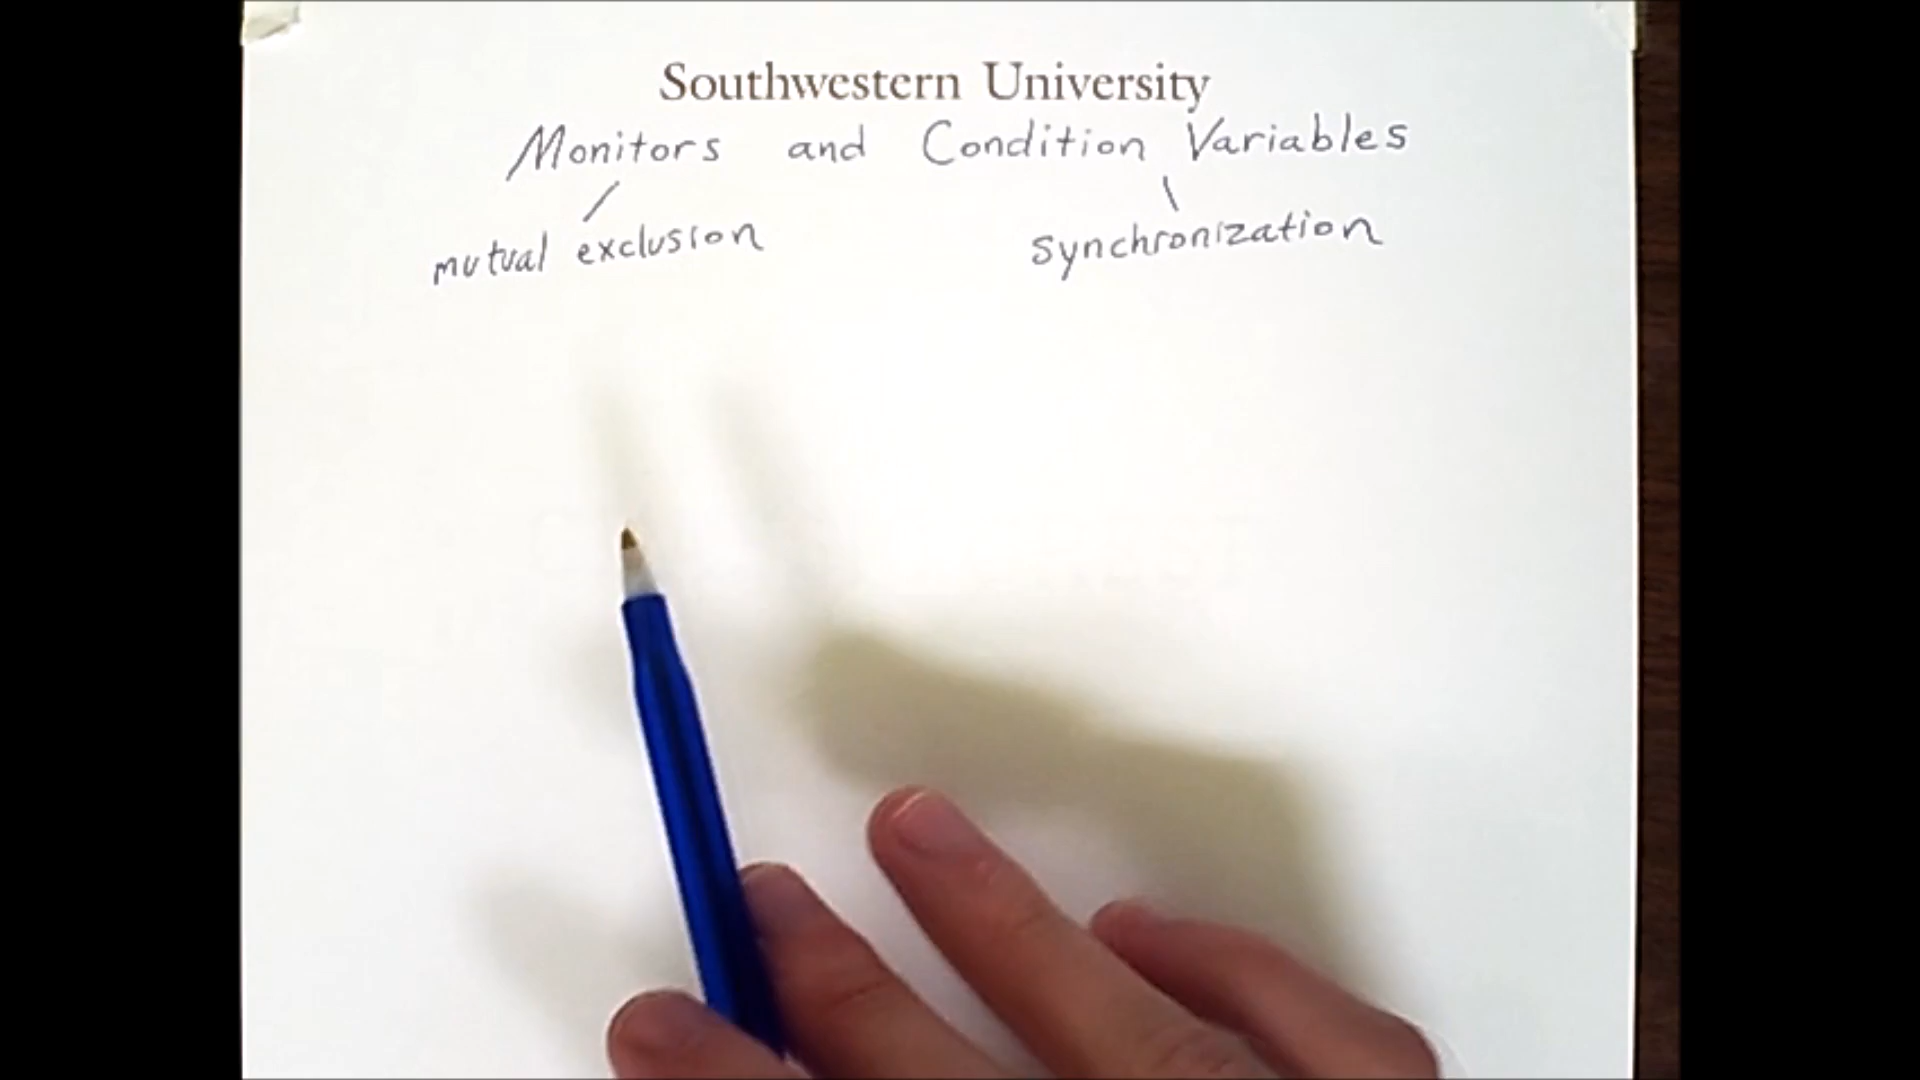 Southwestern University
Monitors and Condition Variables
mutual exclusion synchronization